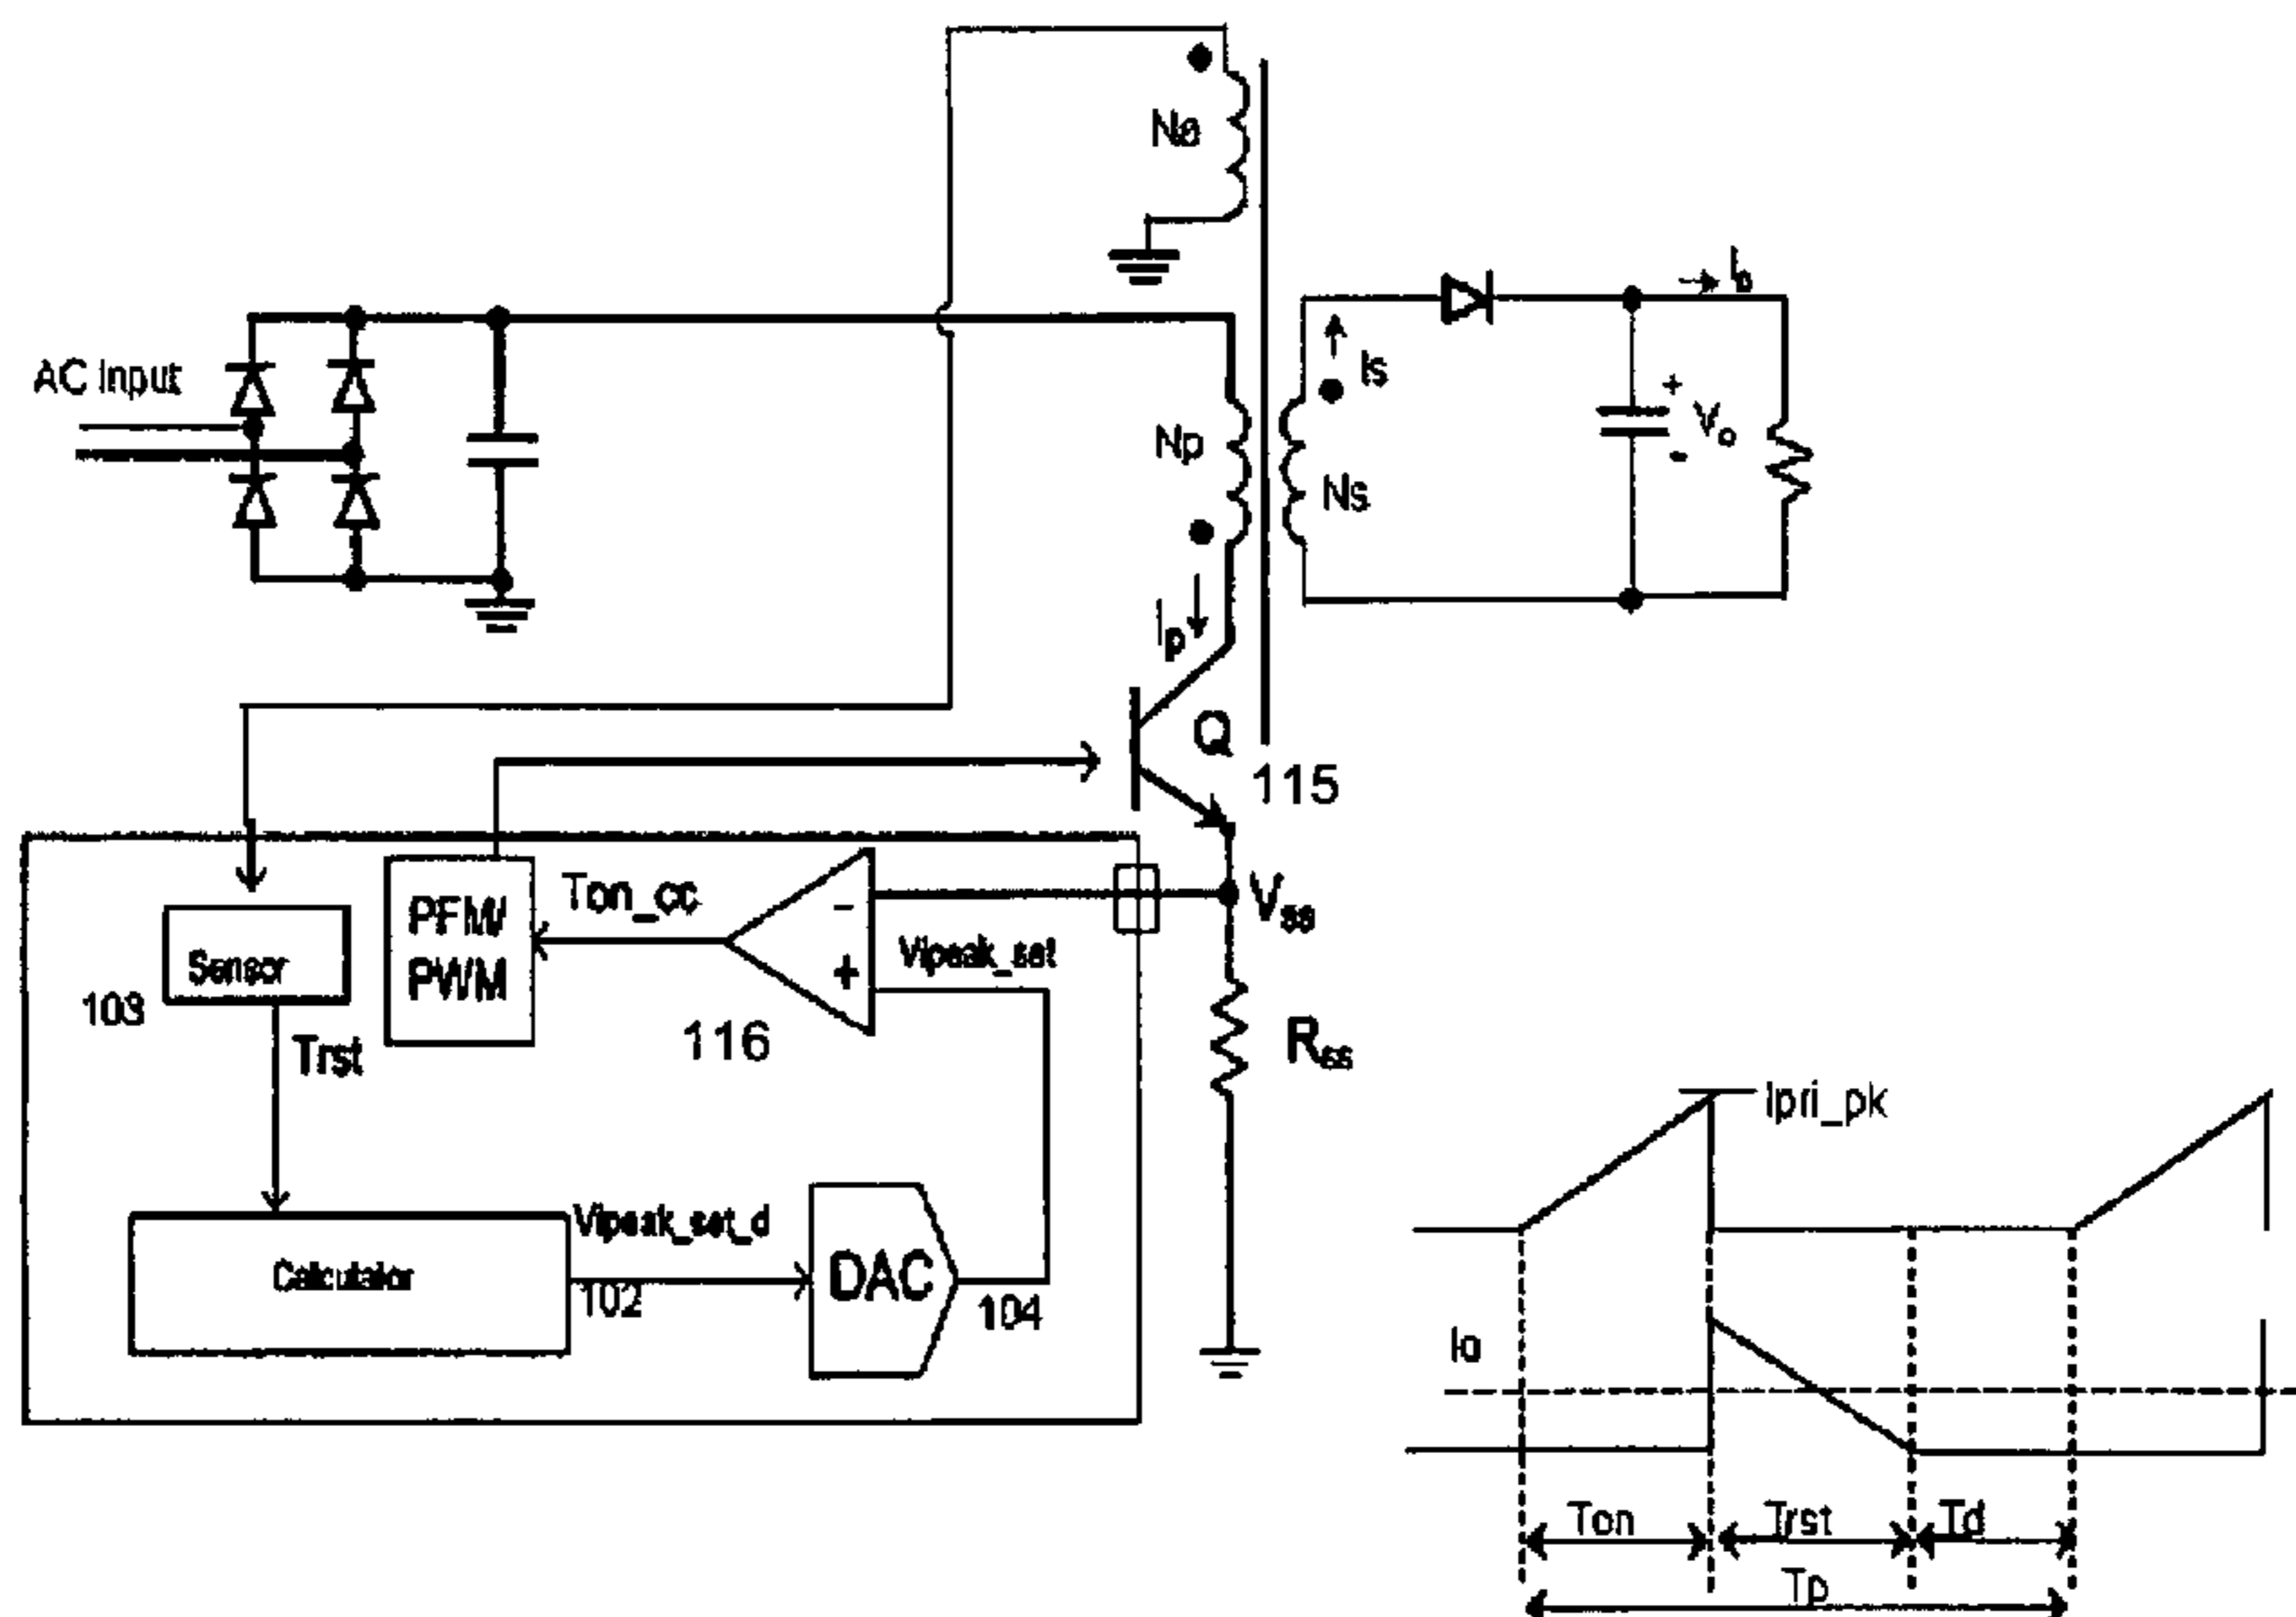 Na
AC Input
Np
Ns
Is
Io
+
Vo
-
Ip
Q
115
PFM/
PWM
Ton_cc
-
+
116
Vipeak_set
Vss
Rss
Sensor
103
Trst
Calculator
Vipeak_set_d
102
DAC
104
Ipri_pk
Io
Ton
Trst
Td
Tp